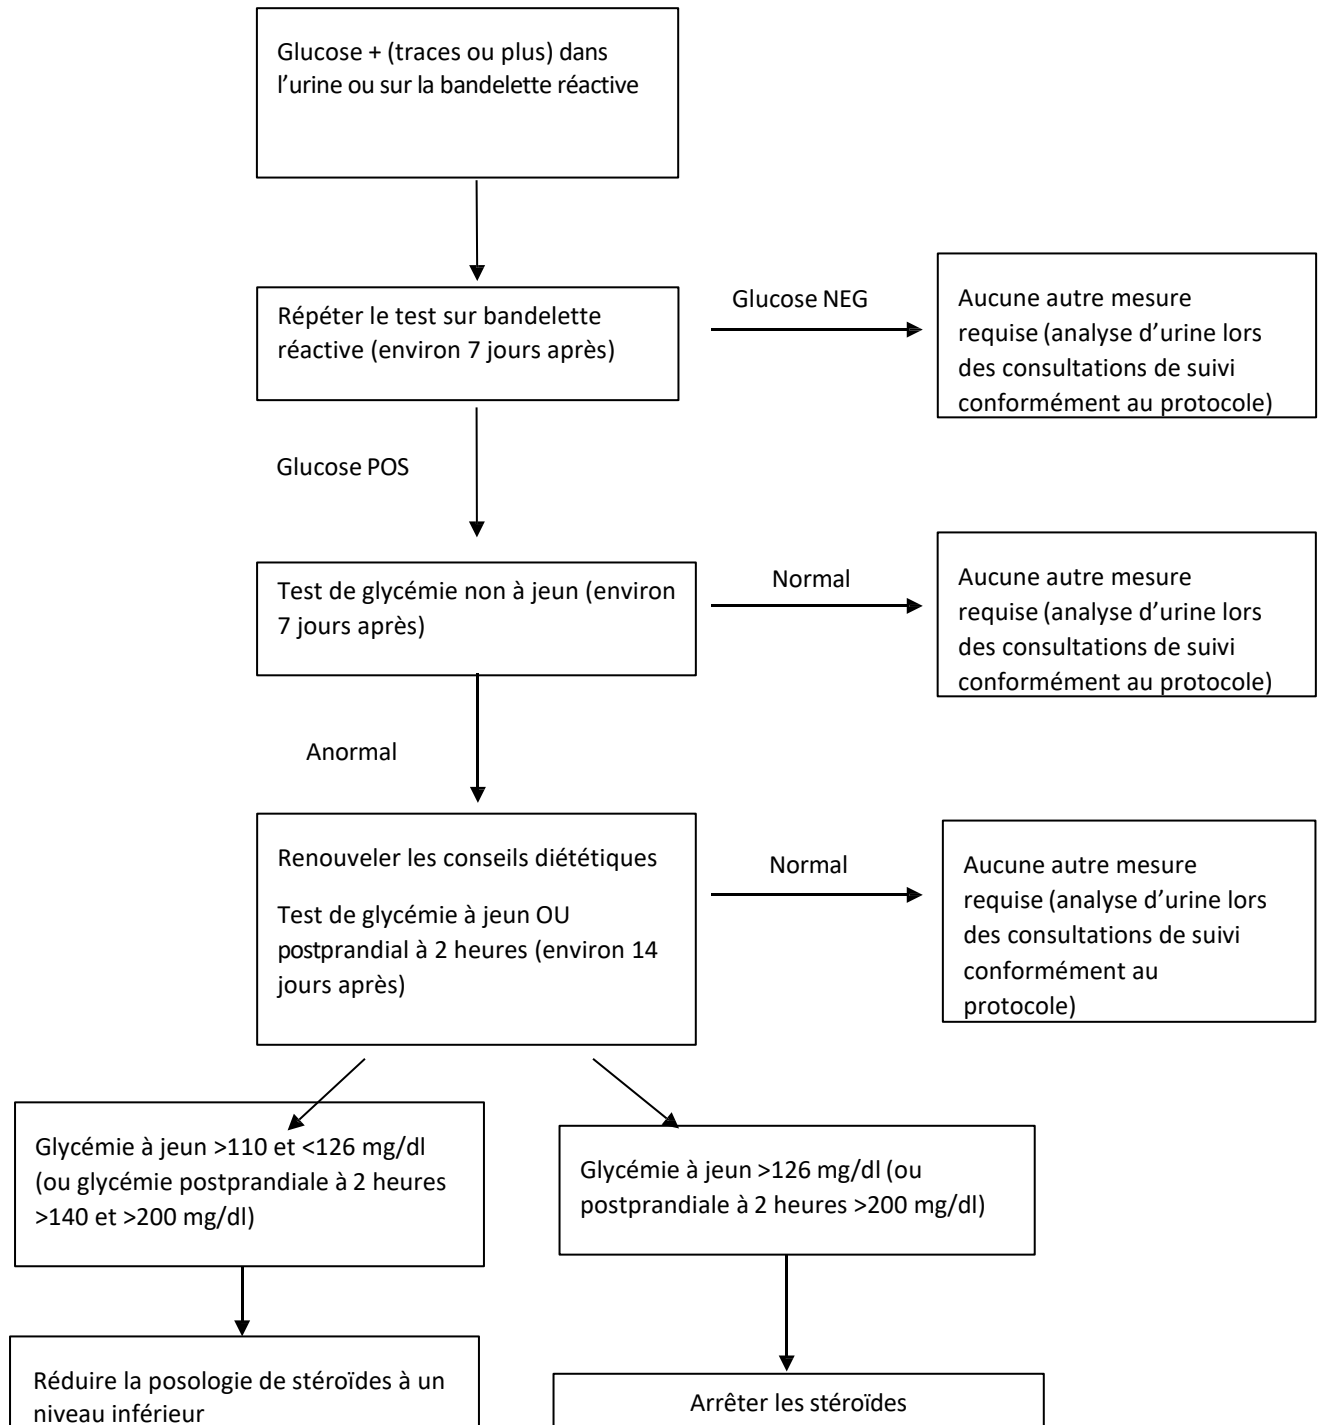 Glucose + (traces ou plus) dans
l’urine ou sur la bandelette réactive
Répéter le test sur bandelette
réactive (environ 7 jours après)
Glucose NEG
Aucune autre mesure
requise (analyse d’urine lors
des consultations de suivi
conformément au protocole)
Glucose POS
Test de glycémie non à jeun (environ
7 jours après)
Normal
Aucune autre mesure
requise (analyse d’urine lors
des consultations de suivi
conformément au protocole)
Anormal
Renouveler les conseils diététiques
Test de glycémie à jeun OU
postprandial à 2 heures (environ 14
jours après)
Normal
Aucune autre mesure
requise (analyse d’urine lors
des consultations de suivi
conformément au
protocole)
Glycémie à jeun >110 et <126 mg/dl
(ou glycémie postprandiale à 2 heures
>140 et >200 mg/dl)
Glycémie à jeun >126 mg/dl (ou
postprandiale à 2 heures >200 mg/dl)
Réduire la posologie de stéroïdes à un
niveau inférieur
Arrêter les stéroïdes